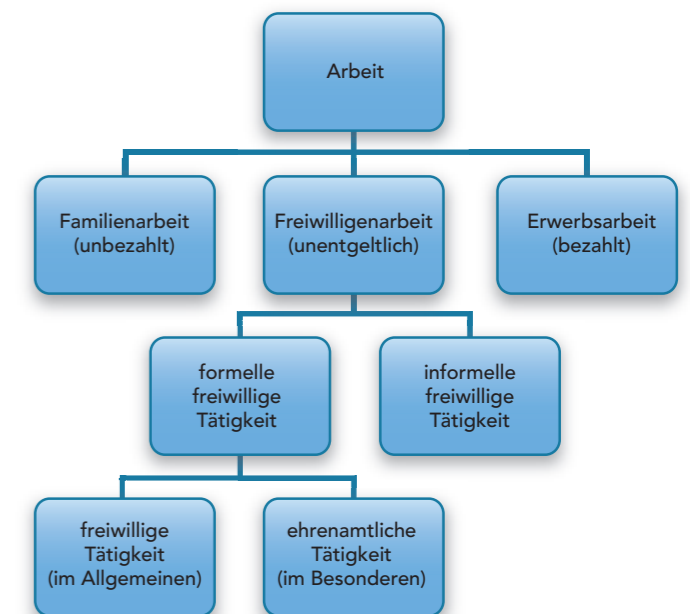 Arbeit
Familienarbeit
(unbezahlt)
Freiwilligenarbeit
(unentgeltlich)
Erwerbsarbeit
(bezahlt)
formelle
freiwillige
Tätigkeit
informelle
freiwillige
Tätigkeit
freiwillige
Tätigkeit
(im Allgemeinen)
ehrenamtliche
Tätigkeit
(im Besonderen)